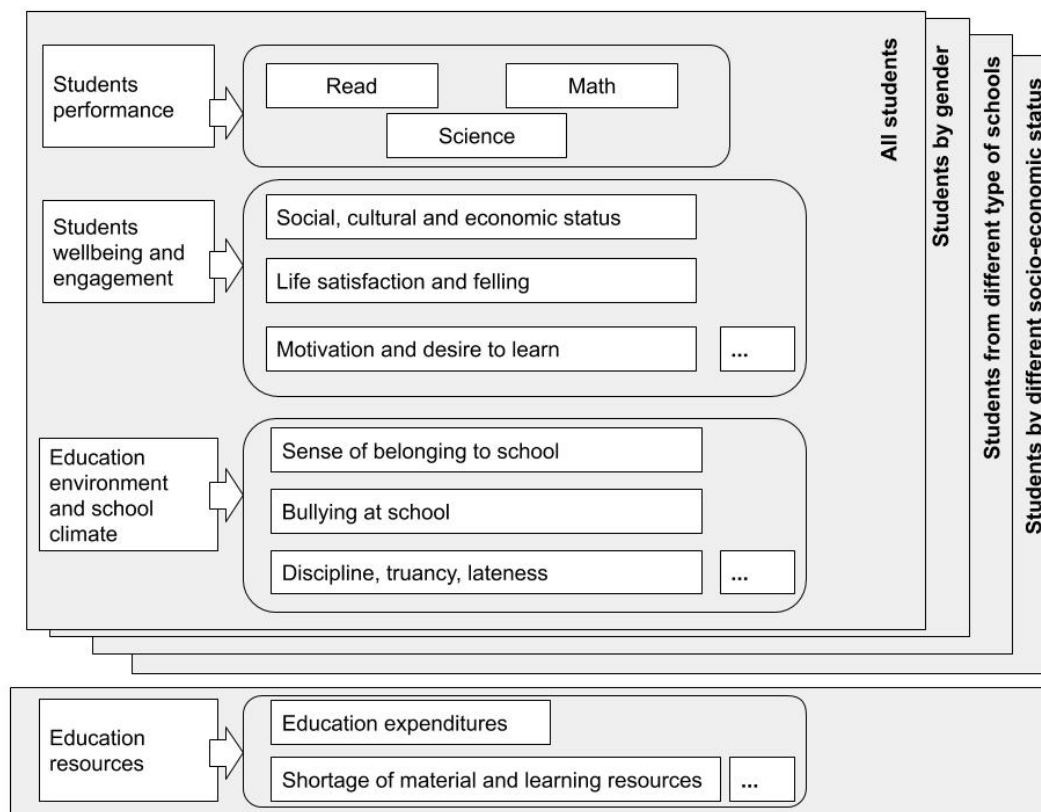 Students
performance
Read
Math
Science
Students
wellbeing and
engagement
Social, cultural and economic status
Life satisfaction and felling
Motivation and desire to learn
...
Education
environment
and school
climate
Sense of belonging to school
Bullying at school
Discipline, truancy, lateness
...
All students
Students by gender
Students from different type of schools
Students by different socio-economic status
Education
resources
Education expenditures
Shortage of material and learning resources
...